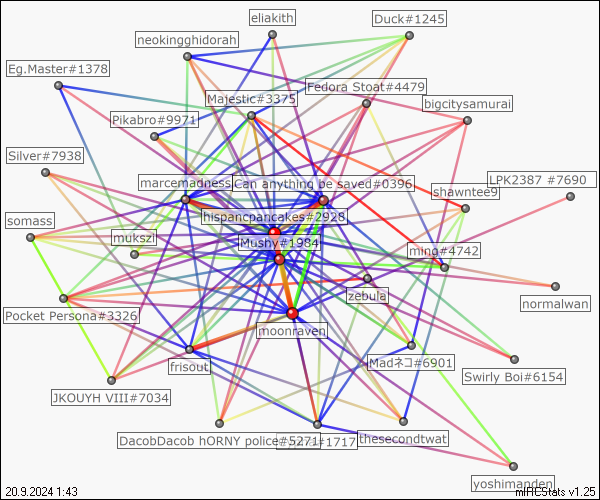 eliakith
Duck#1245
neokingghidorah
Eg.Master#1378
Fedora Stoat#4479
Majestic#3375
bigcitysamurai
Pikabro#9971
Silver#7938
LPK2387 #7690
marcemadness
Can anything be saved#0396
shawntee9
hispanicpancakes#2928
somass
mukszi
Mushy#1984
ming#4742
zebula
normalwan
Pocket Persona#3326
moonraven
frisout
Madネコ#6901
Swirly Boi#6154
JKOUYH VIII#7034
DacobDacob hORNY police#5271
#1717
thesecondtwat
yoshimanden
20.9.2024 1:43
mIRCStats v1.25